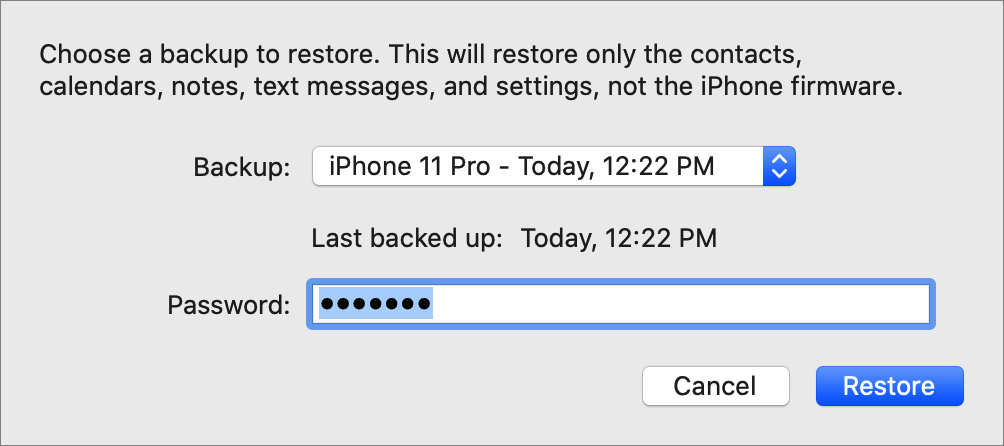 Choose a backup to restore. This will restore only the contacts,
calendars, notes, text messages, and settings, not the iPhone firmware.
Backup: iPhone 11 Pro - Today, 12:22 PM
Last backed up: Today, 12:22 PM
Password: •••••••
Cancel Restore